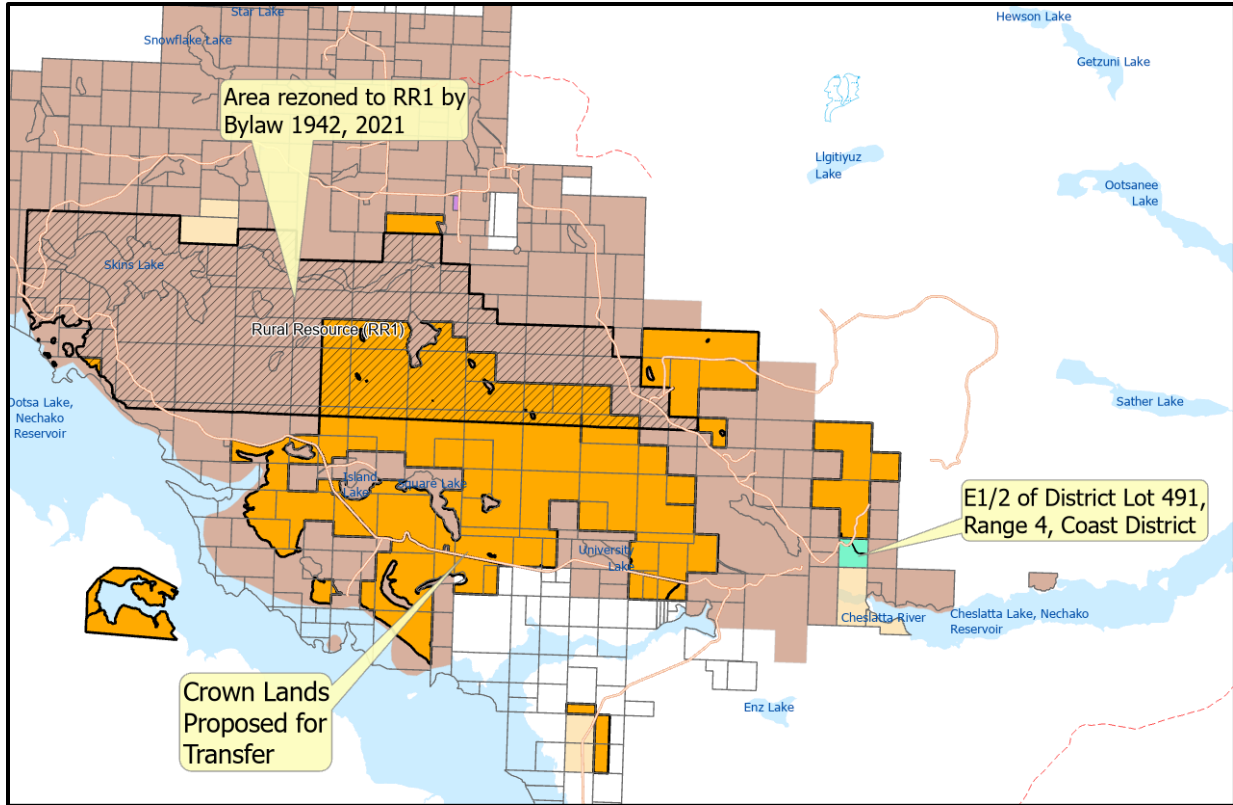 Star Lake
Hewson Lake
Snowflake Lake
Getzuni Lake
Area rezoned to RR1 by
Bylaw 1942, 2021
Llgitiyuz
Lake
Ootsanee
Lake
Skins Lake
Rural Resource (RR1)
Ootsa Lake,
Nechako
Reservoir
Sather Lake
Island
Lake
Square Lake
E1/2 of District Lot 491,
Range 4, Coast District
University
Lake
Cheslatta River
Cheslatta Lake, Nechako
Reservoir
Crown Lands
Proposed for
Transfer
Enz Lake